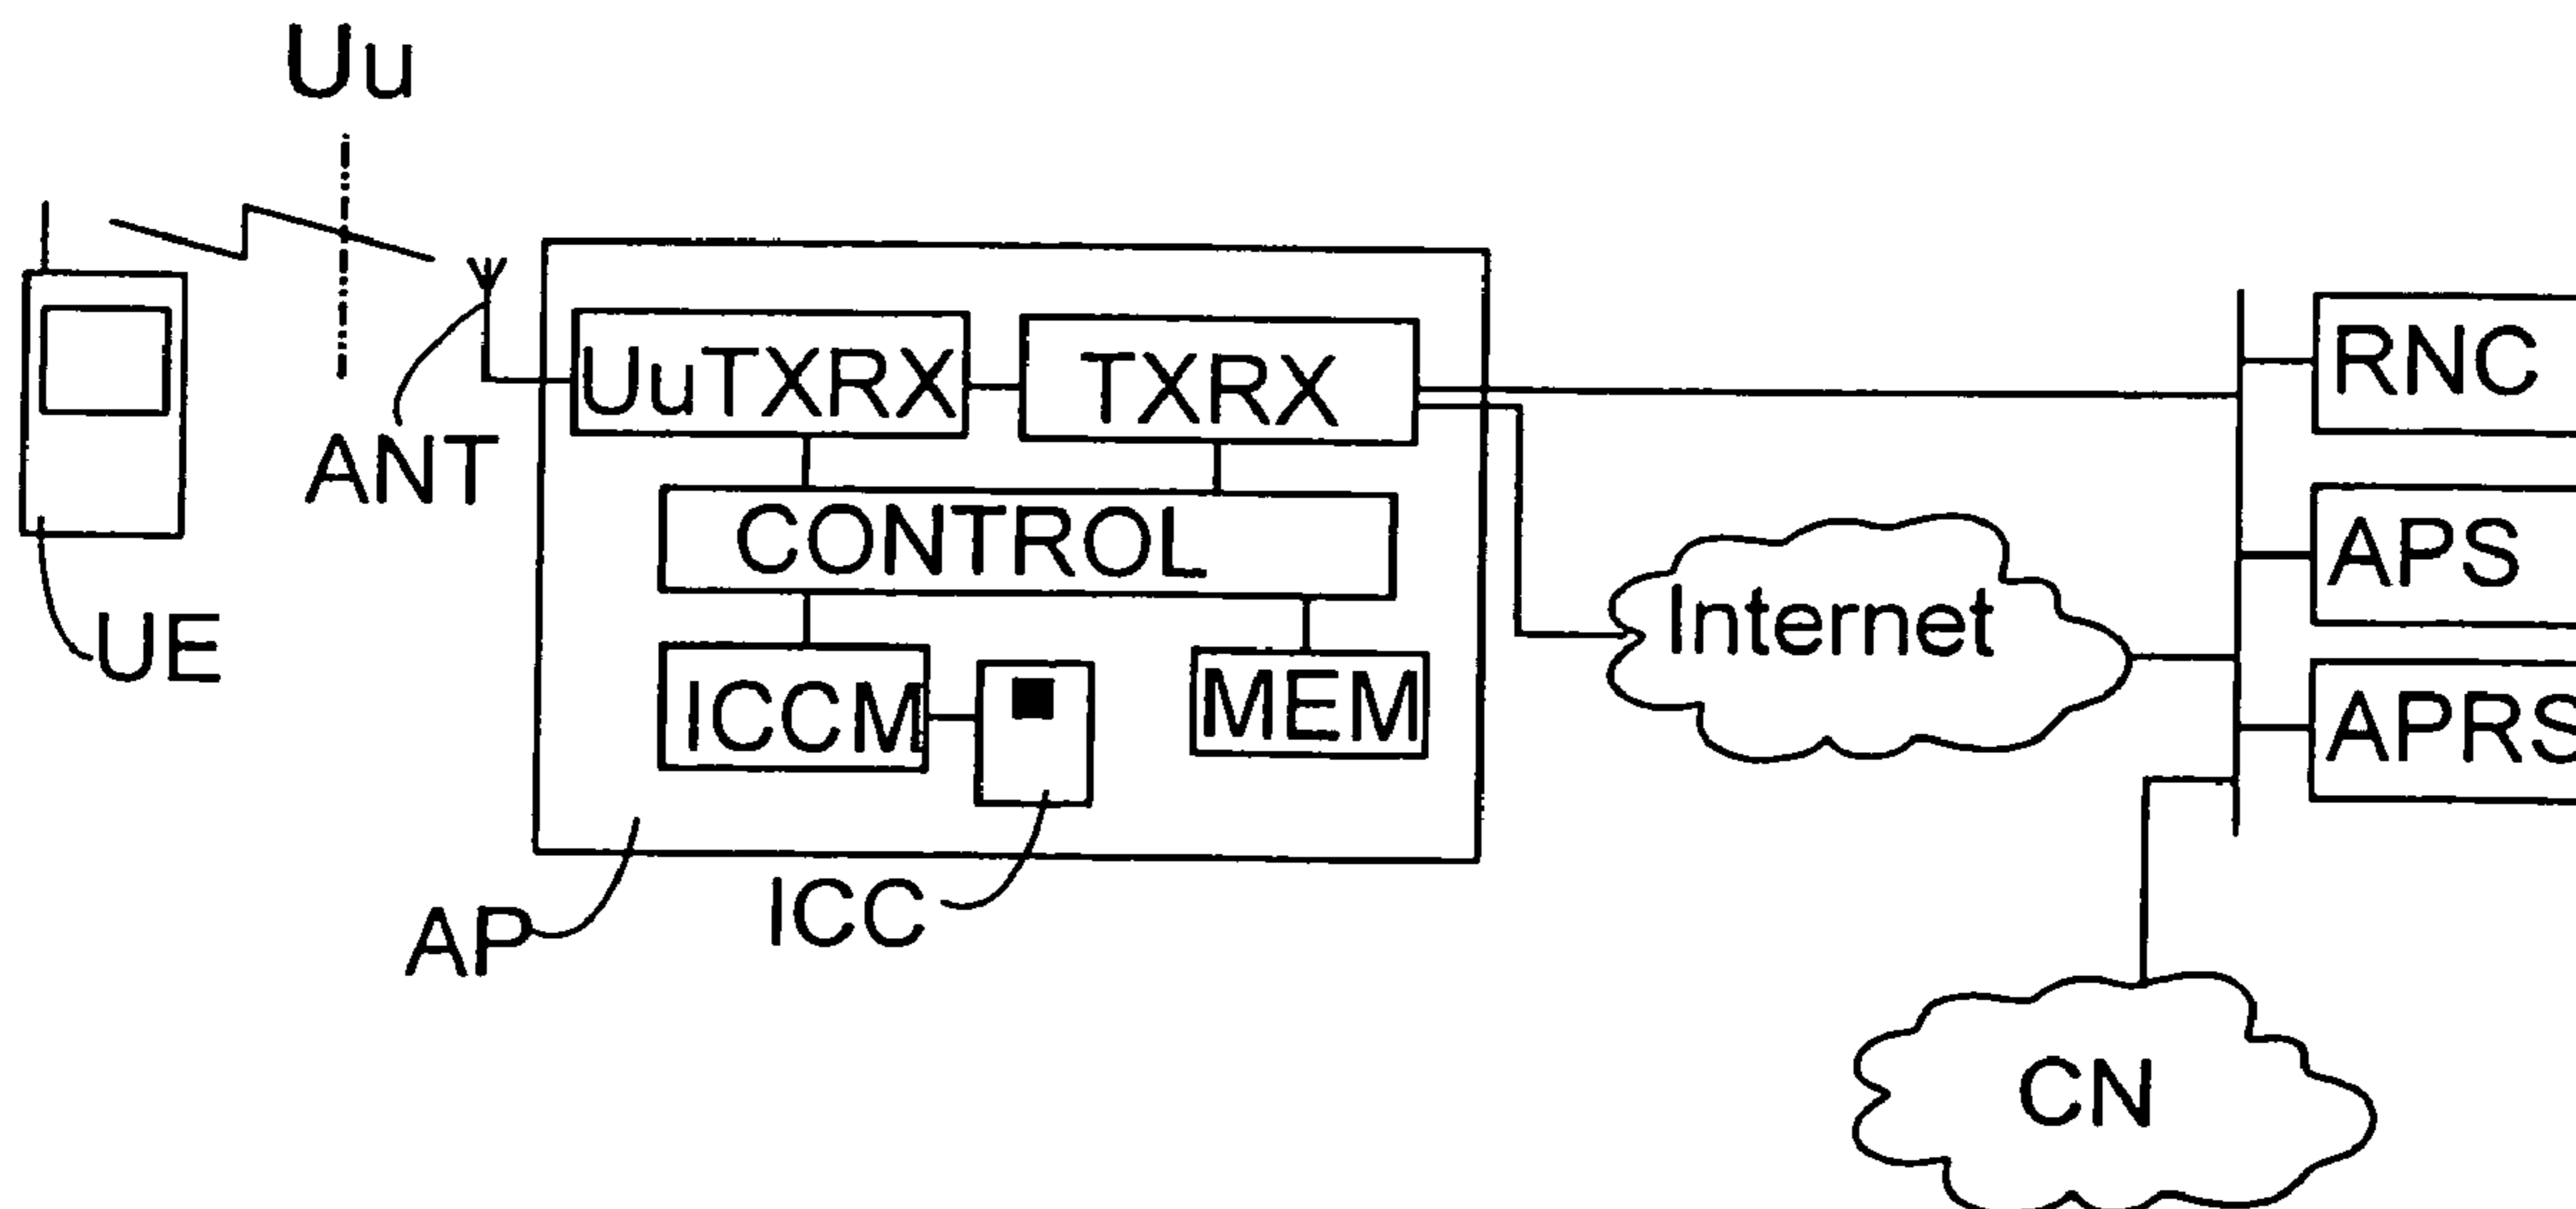 Uu
UuTXRX
TXRX
RNC
ANT
CONTROL
APS
Internet
UE
ICCM
MEM
APRS
AP
ICC
CN